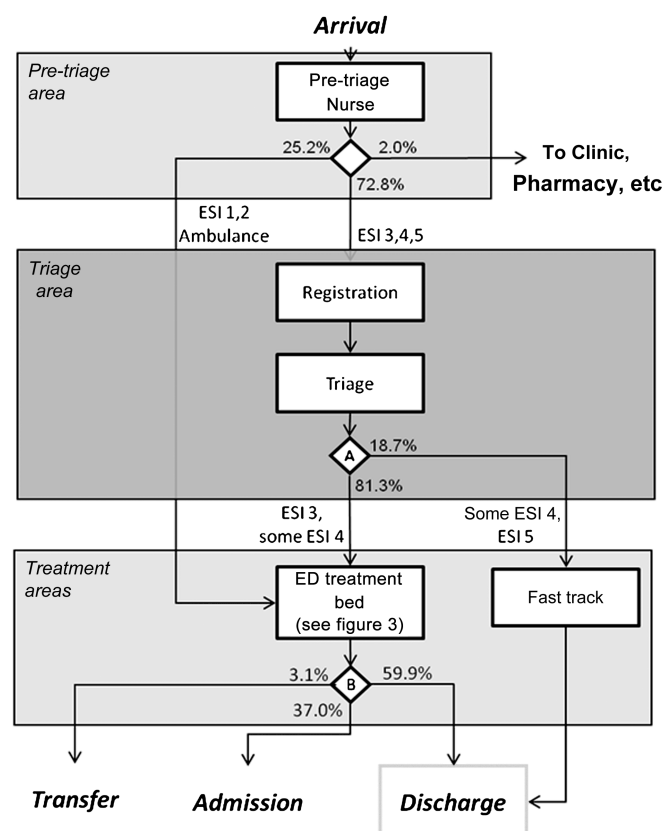 Arrival
Pre-triage
area
Pre-triage
Nurse
25.2%
2.0%
To Clinic,
Pharmacy, etc
72.8%
ESI 1,2
Ambulance
ESI 3,4,5
Triage
area
Registration
Triage
A
18.7%
81.3%
ESI 3,
some ESI 4
Some ESI 4,
ESI 5
Treatment
areas
ED treatment
bed
(see figure 3)
Fast track
3.1%
B
59.9%
37.0%
Transfer
Admission
Discharge